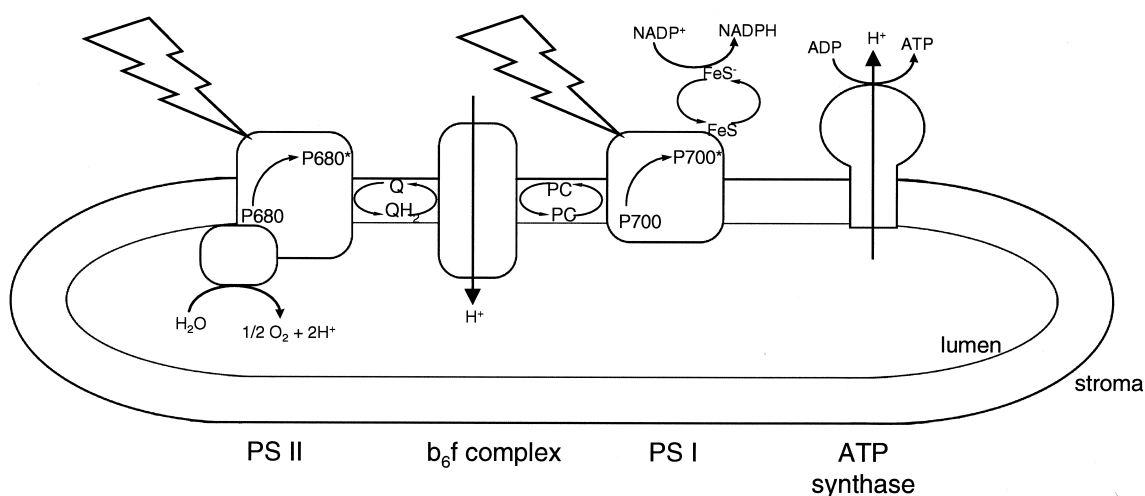 NADP⁺ NADPH
ADP H⁺ ATP
FeS⁻
FeS
P680*
P680
Q
QH₂
PC
PC
P700*
P700
H₂O
1/2 O₂ + 2H⁺
H⁺
lumen
stroma
PS II
b₆f complex
PS I
ATP
synthase